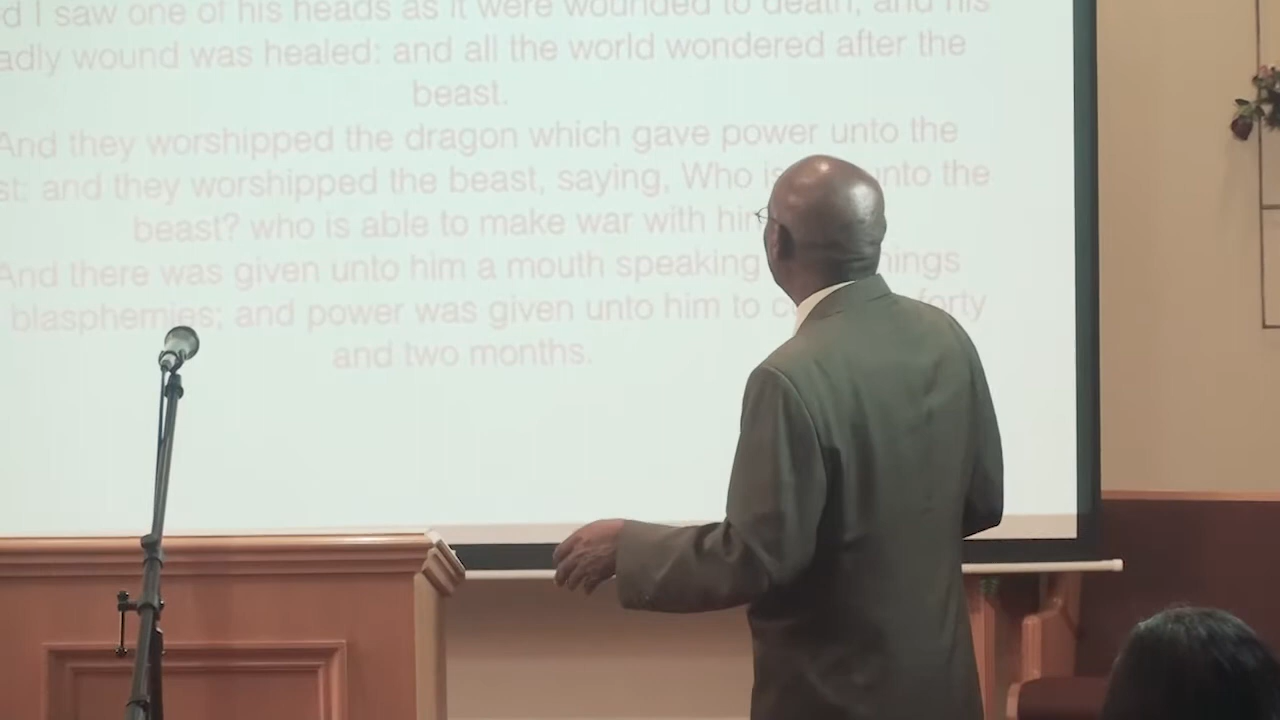 d I saw one of his heads as it were wounded to death; and his
adly wound was healed: and all the world wondered after the
beast.
And they worshipped the dragon which gave power unto the
st: and they worshipped the beast, saying, Who is unto the
beast? who is able to make war with him
And there was given unto him a mouth speaking
blasphemies; and power was given unto him to forty
and two months.